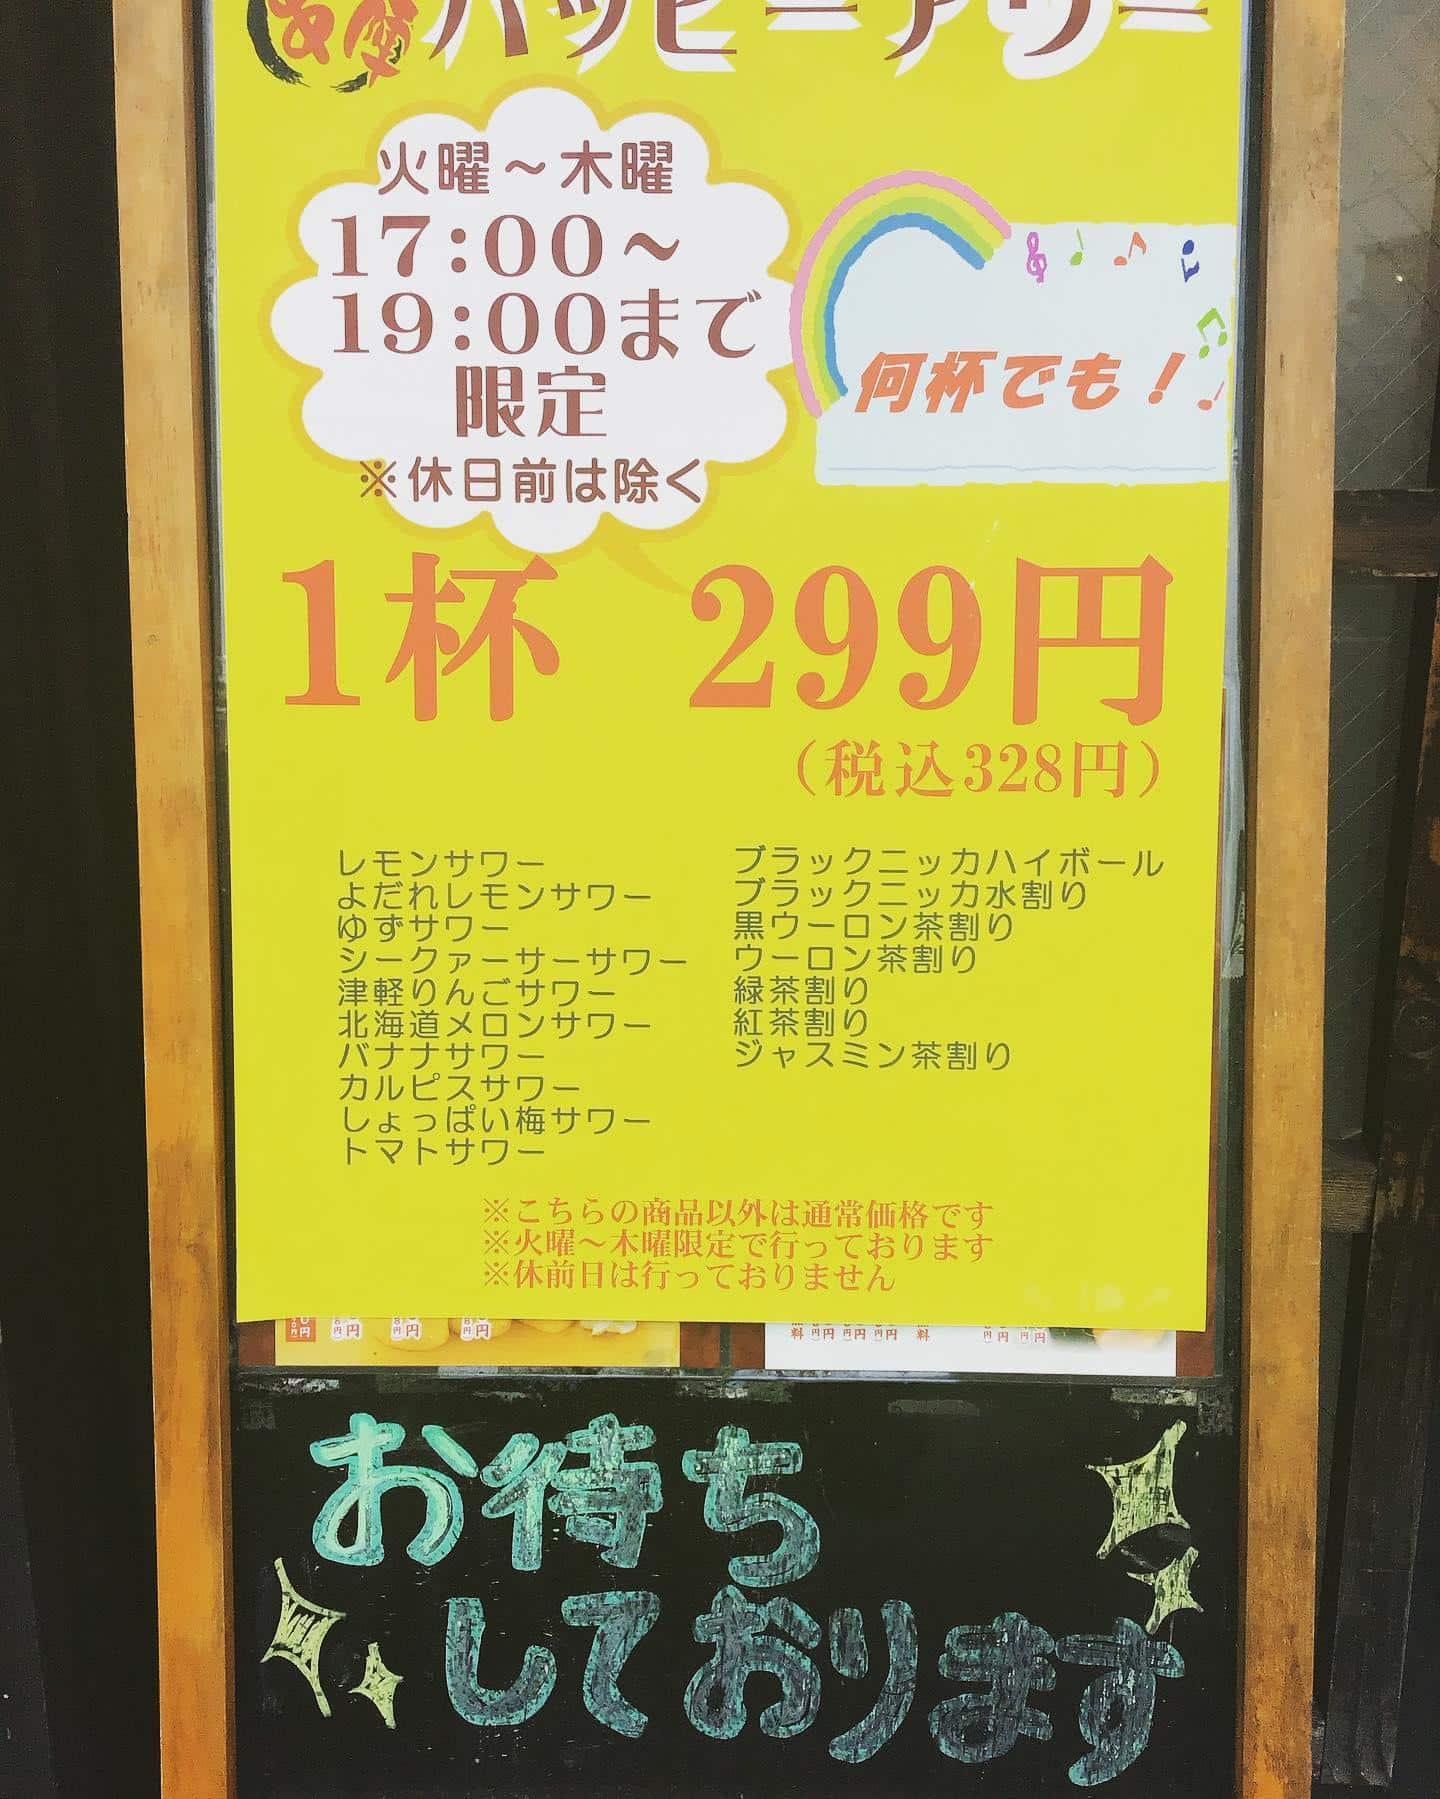 ハッピーアワー
火曜～木曜
17:00～
19:00まで
限定
※休日前は除く
何杯でも！
1杯 299円
（税込328円）
レモンサワー
よだれレモンサワー
ゆずサワー
シークァーサーサワー
津軽りんごサワー
北海道メロンサワー
バナナサワー
カルピスサワー
しょっぱい梅サワー
トマトサワー
ブラックニッカハイボール
ブラックニッカ水割り
黒ウーロン茶割り
ウーロン茶割り
緑茶割り
紅茶割り
ジャスミン茶割り
※こちらの商品以外は通常価格です
※火曜～木曜限定で行っております
※休前日は行っておりません
お待ち
しております